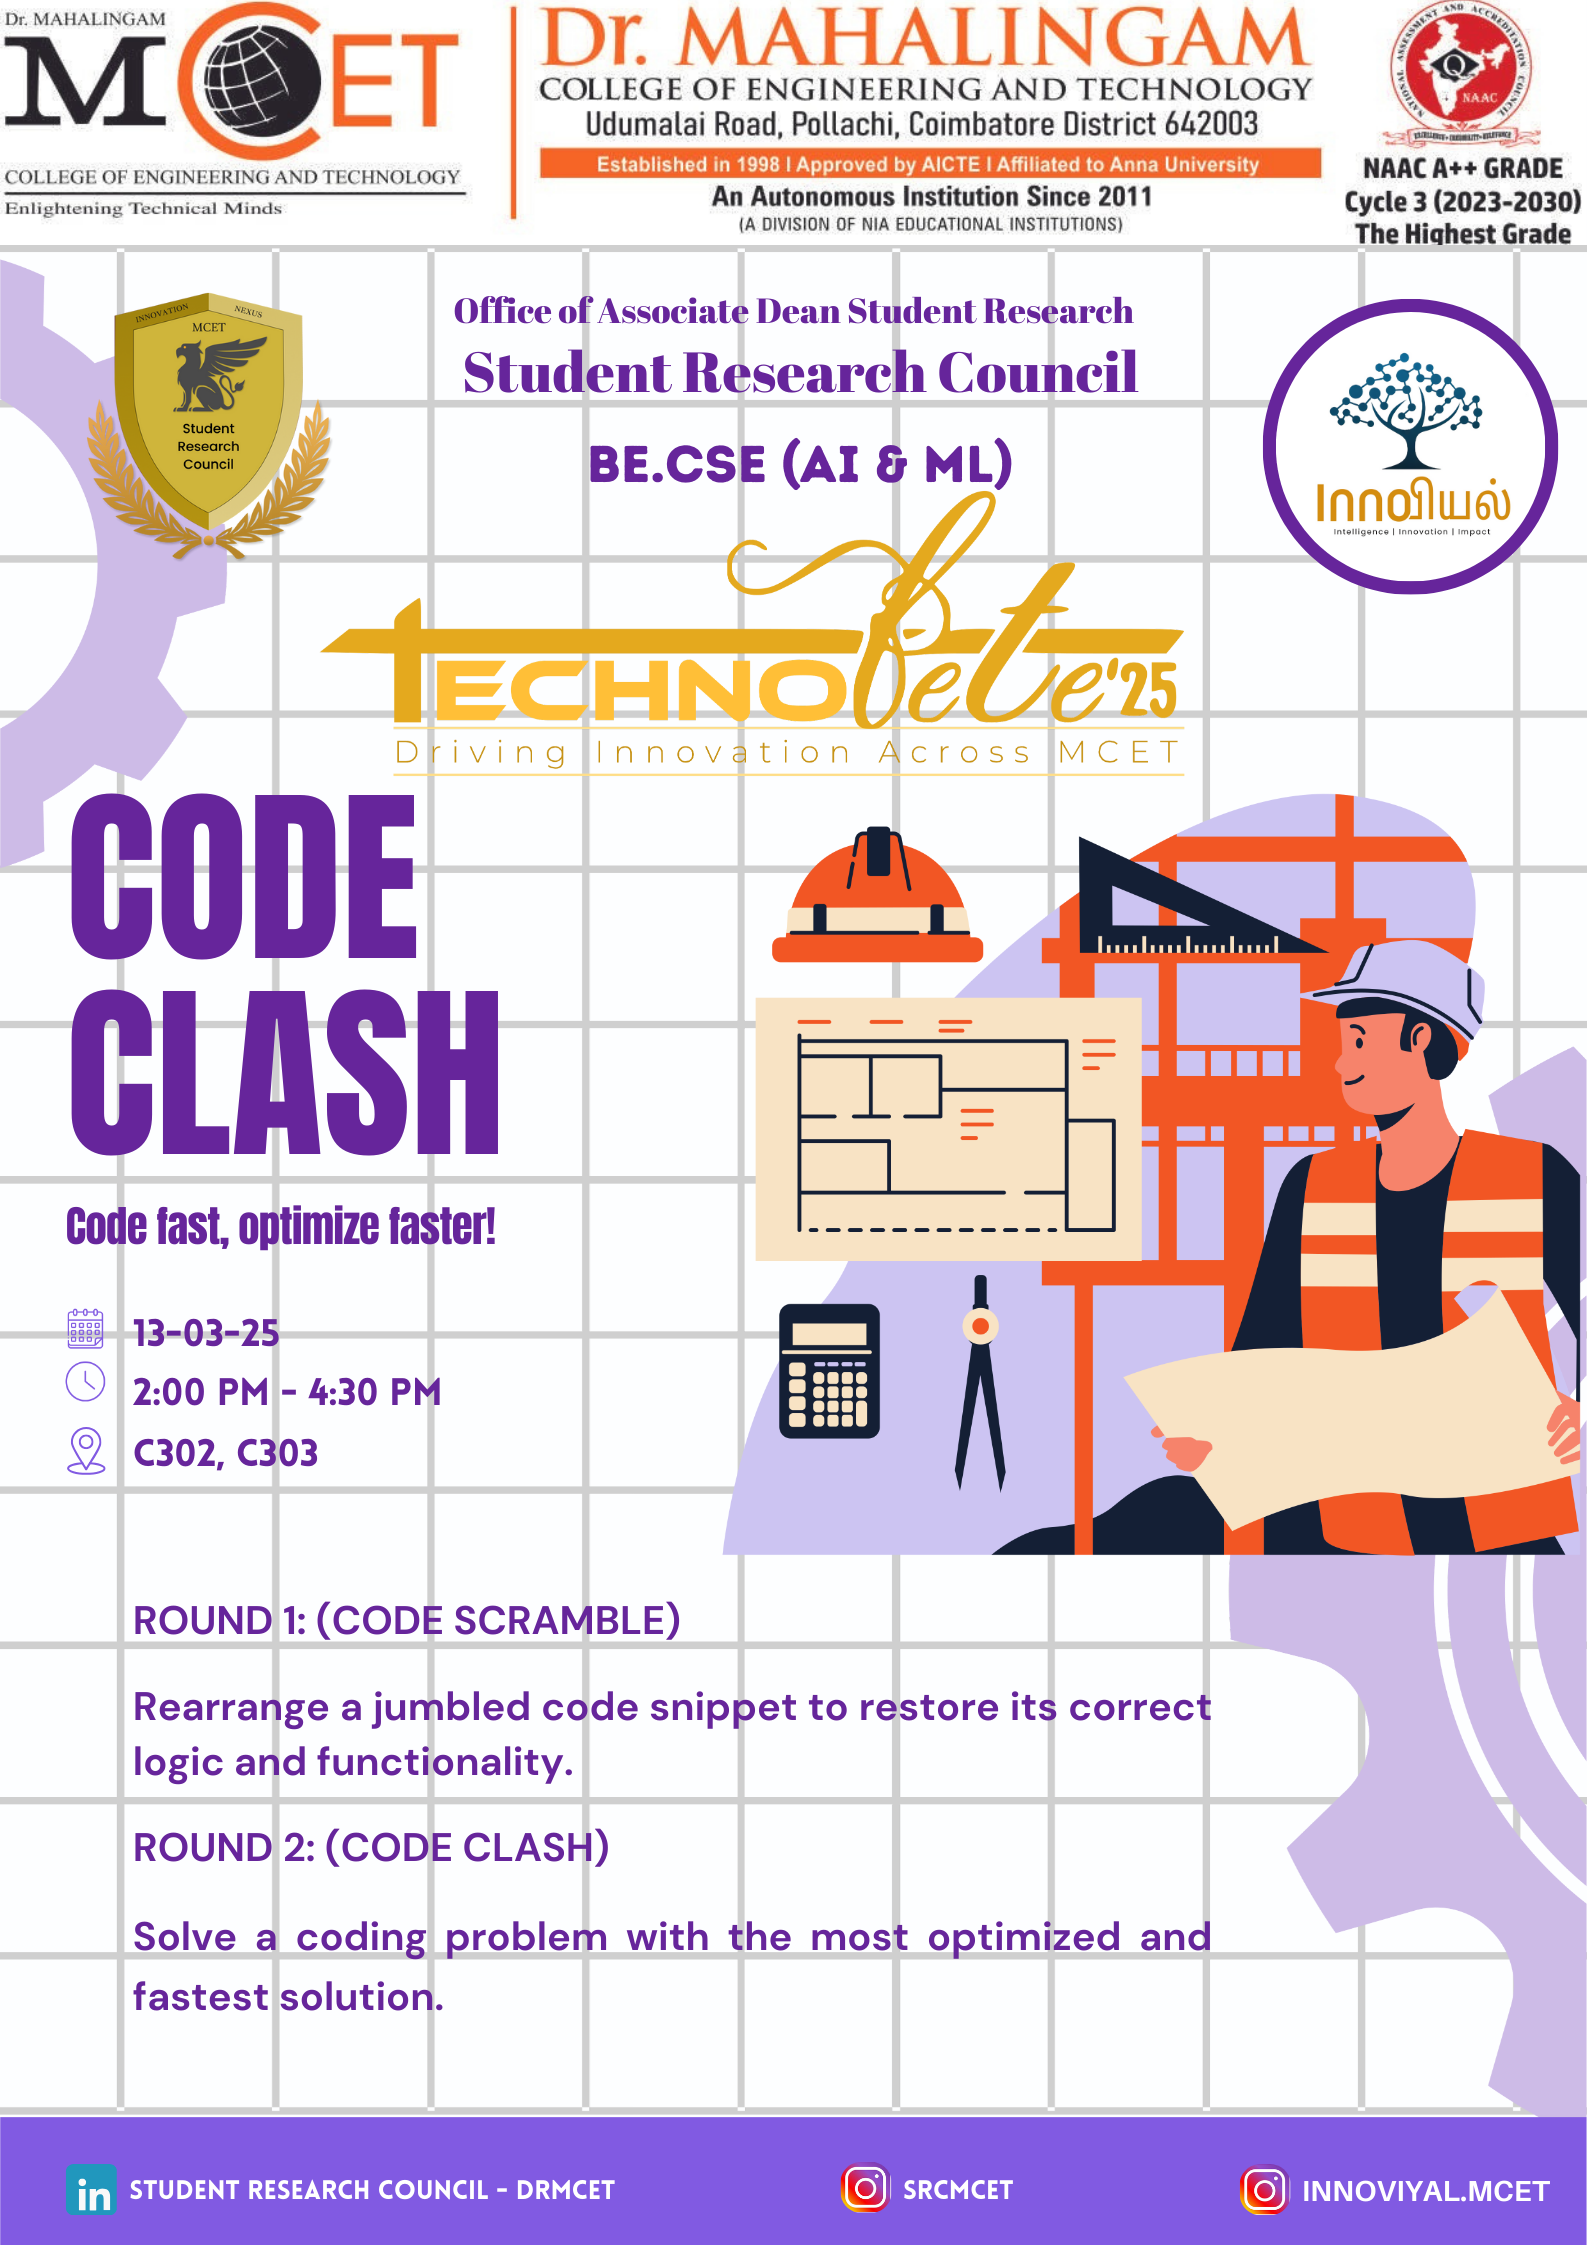 Dr. MAHALINGAM
MCET
COLLEGE OF ENGINEERING AND TECHNOLOGY
Enlightening Technical Minds
Dr. MAHALINGAM
COLLEGE OF ENGINEERING AND TECHNOLOGY
Udumalai Road, Pollachi, Coimbatore District 642003
Established in 1998 I Approved by AICTE I Affiliated to Anna University
An Autonomous Institution Since 2011
(A DIVISION OF NIA EDUCATIONAL INSTITUTIONS)
NATIONAL ASSESSMENT AND ACCREDITATION COUNCIL
NAAC
NAAC A++ GRADE
Cycle 3 (2023-2030)
The Highest Grade
INNOVATION NEXUS
MCET
Student
Research
Council
Office of Associate Dean Student Research
Student Research Council
BE.CSE (AI & ML)
Innoவியல்
Intelligence | Innovation | Impact
TECHNOfete'25
Driving Innovation Across MCET
CODE
CLASH
Code fast, optimize faster!
13-03-25
2:00 PM - 4:30 PM
C302, C303
ROUND 1: (CODE SCRAMBLE)
Rearrange a jumbled code snippet to restore its correct
logic and functionality.
ROUND 2: (CODE CLASH)
Solve a coding problem with the most optimized and
fastest solution.
in STUDENT RESEARCH COUNCIL - DRMCET
SRCMCET
INNOVIYAL.MCET